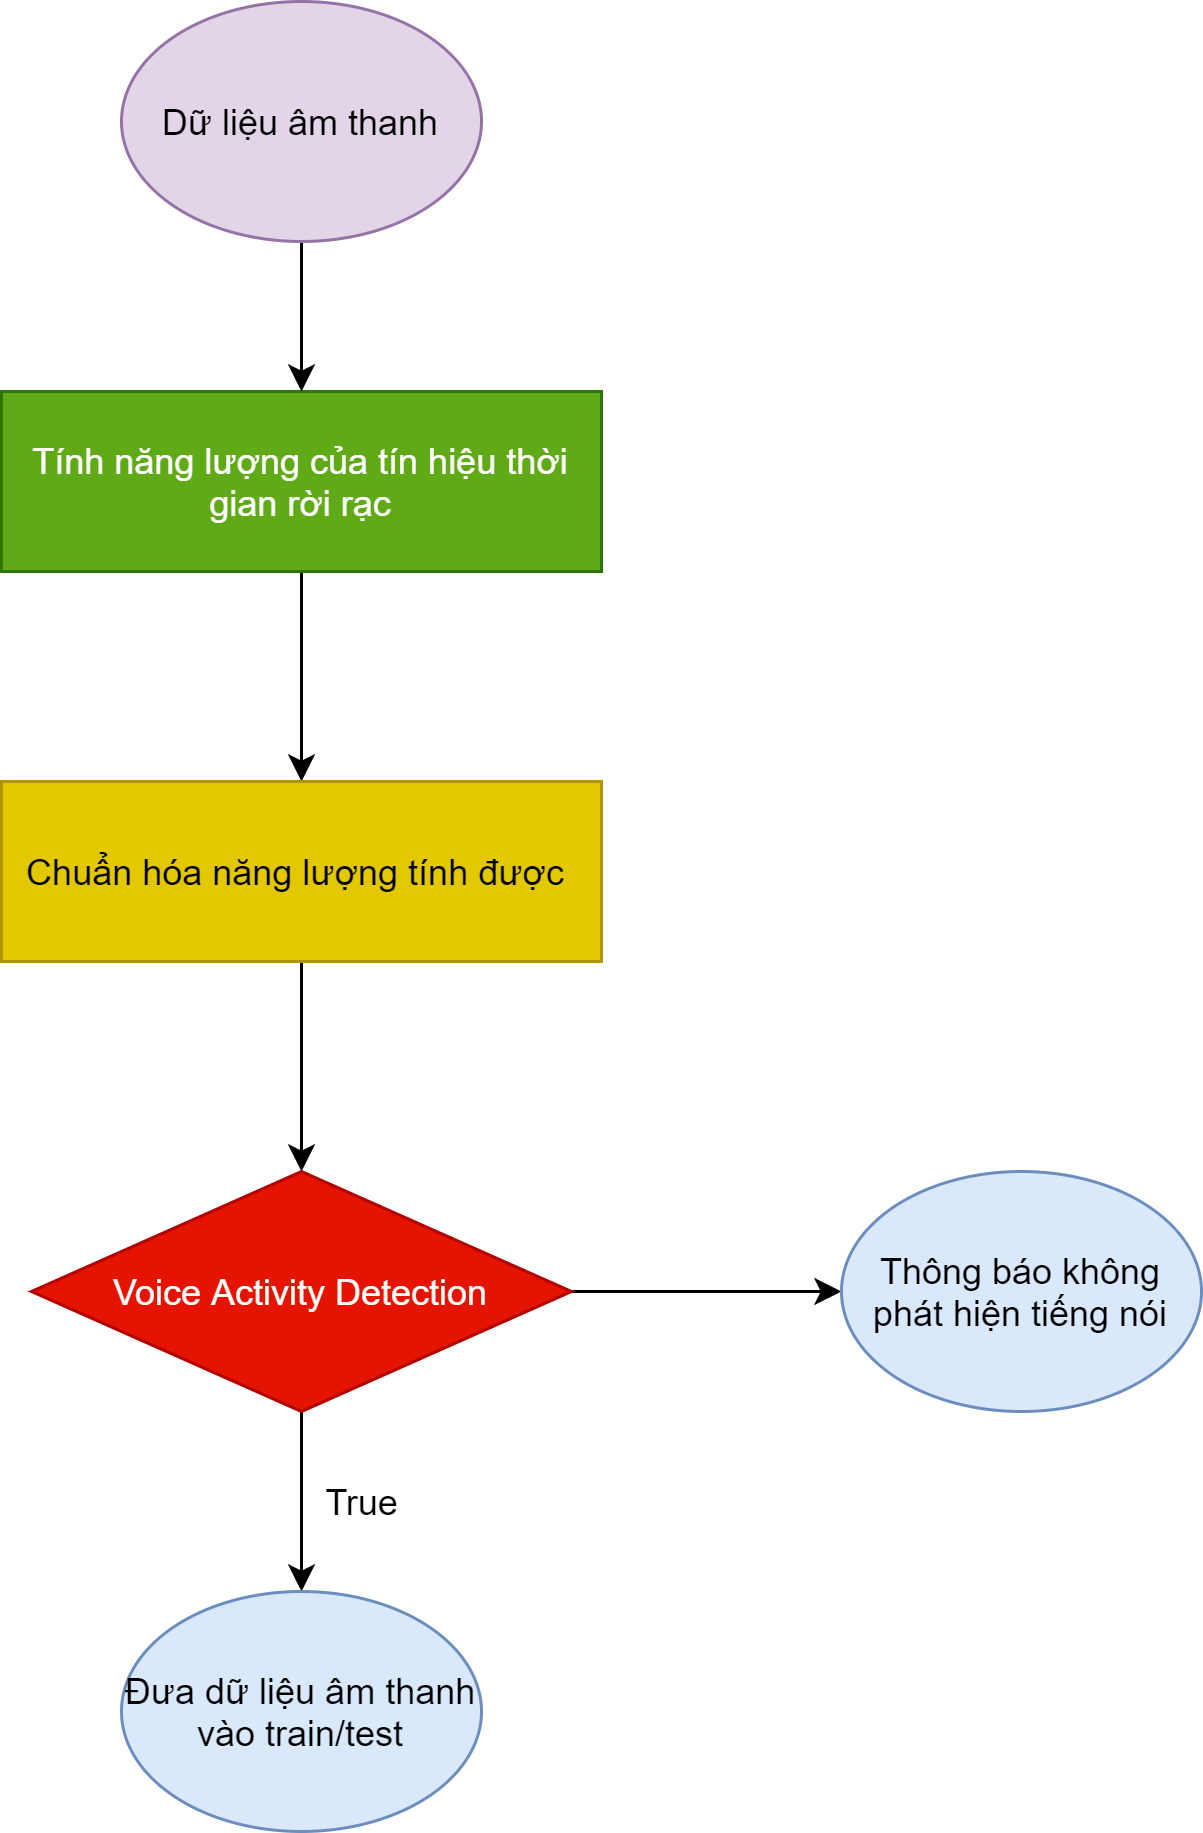 Dữ liệu âm thanh
Tính năng lượng của tín hiệu thời
gian rời rạc
Chuẩn hóa năng lượng tính được
Voice Activity Detection
Thông báo không
phát hiện tiếng nói
True
Đưa dữ liệu âm thanh
vào train/test